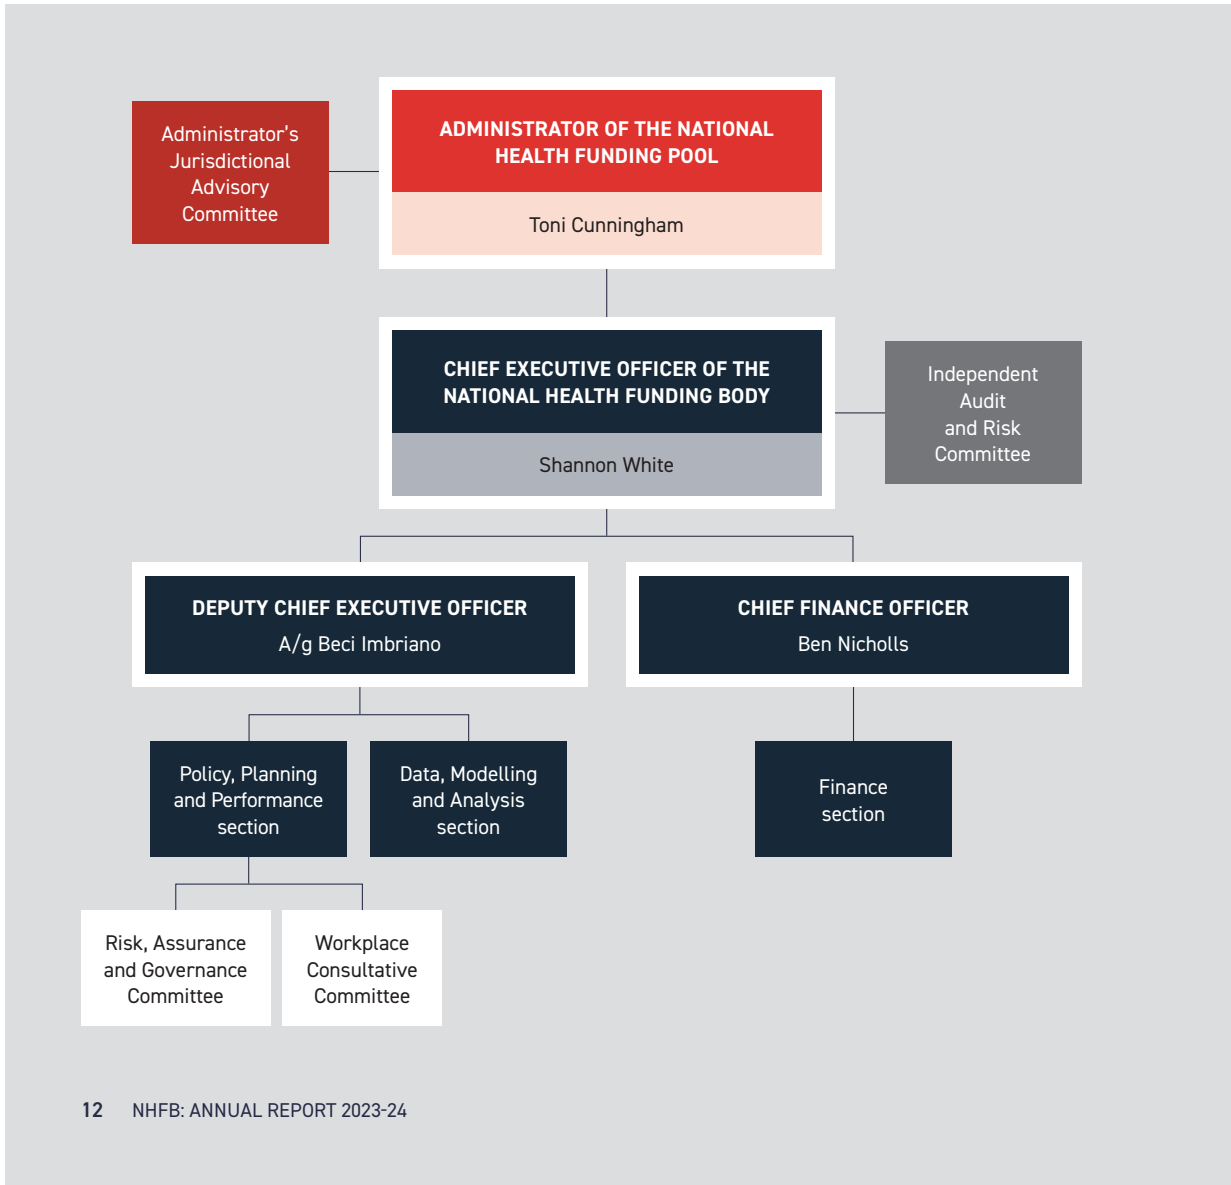 Administrator's
Jurisdictional
Advisory
Committee
ADMINISTRATOR OF THE NATIONAL
HEALTH FUNDING POOL
Toni Cunningham
CHIEF EXECUTIVE OFFICER OF THE
NATIONAL HEALTH FUNDING BODY
Shannon White
Independent
Audit
and Risk
Committee
DEPUTY CHIEF EXECUTIVE OFFICER
A/g Beci Imbriano
CHIEF FINANCE OFFICER
Ben Nicholls
Policy, Planning
and Performance
section
Data, Modelling
and Analysis
section
Finance
section
Risk, Assurance
and Governance
Committee
Workplace
Consultative
Committee
12 NHFB: ANNUAL REPORT 2023-24